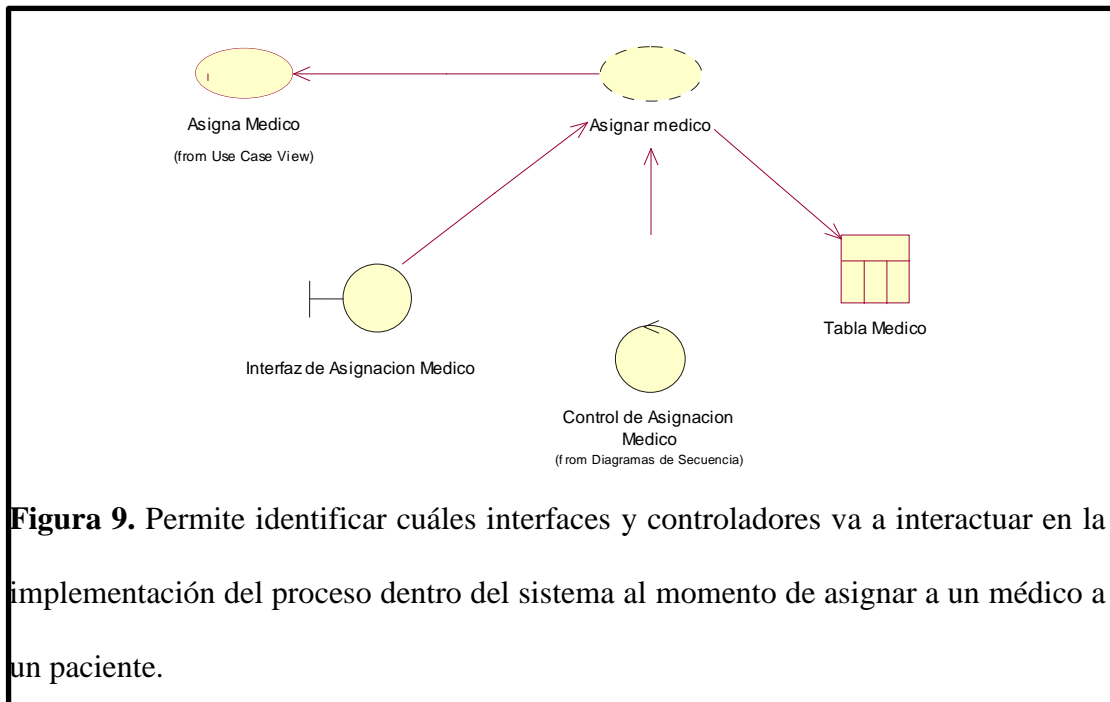 Asigna Medico
(from Use Case View)
Asignar medico
Interfaz de Asignacion Medico
Control de Asignacion
Medico
(from Diagramas de Secuencia)
Tabla Medico
Figura 9. Permite identificar cuáles interfaces y controladores va a interactuar en la
implementación del proceso dentro del sistema al momento de asignar a un médico a
un paciente.